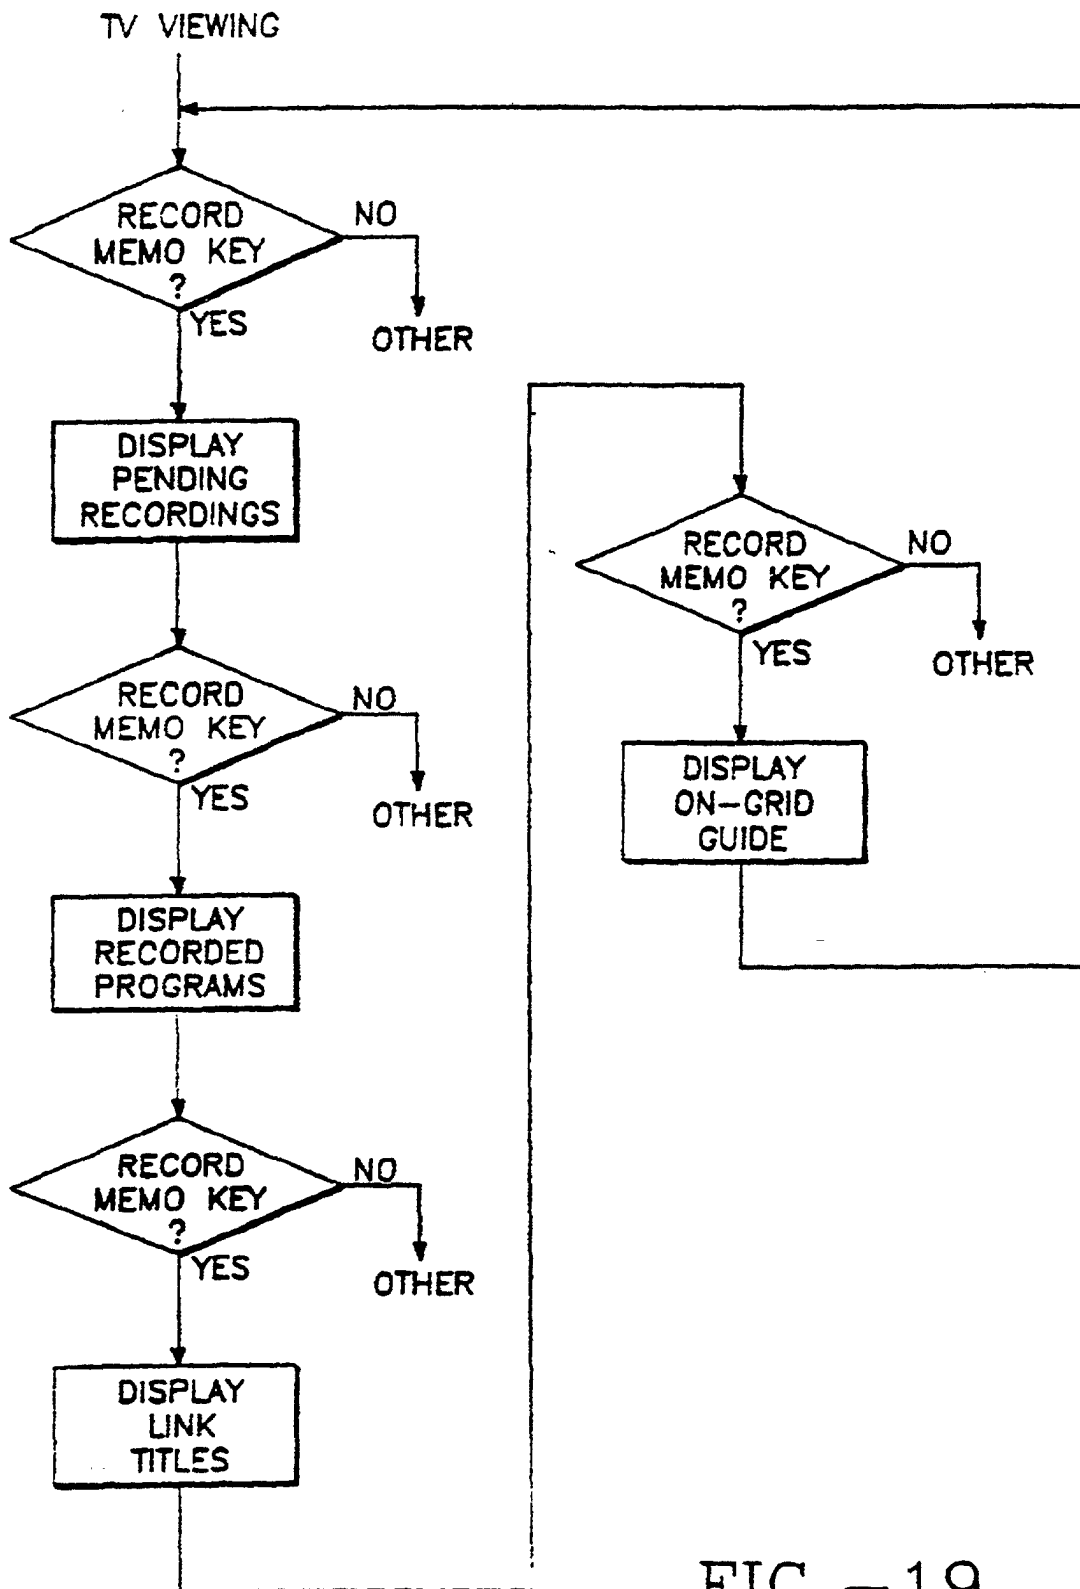 TV VIEWING
RECORD
MEMO KEY
?
NO
YES
OTHER
DISPLAY
PENDING
RECORDINGS
RECORD
MEMO KEY
?
NO
YES
OTHER
DISPLAY
RECORDED
PROGRAMS
RECORD
MEMO KEY
?
NO
YES
OTHER
DISPLAY
LINK
TITLES
RECORD
MEMO KEY
?
NO
YES
OTHER
DISPLAY
ON-GRID
GUIDE
FIG.-19